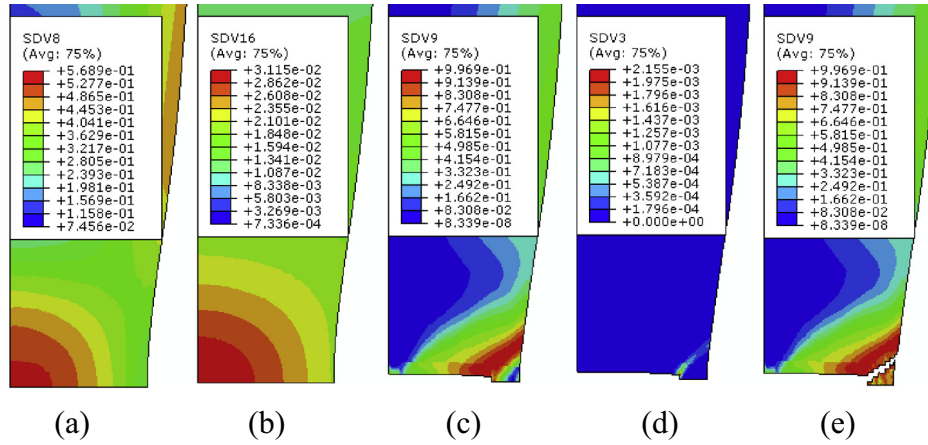 SDV8
(Avg: 75%)
+5.689e-01
+5.277e-01
+4.865e-01
+4.453e-01
+4.041e-01
+3.629e-01
+3.217e-01
+2.805e-01
+2.393e-01
+1.981e-01
+1.569e-01
+1.158e-01
+7.456e-02
SDV16
(Avg: 75%)
+3.115e-02
+2.862e-02
+2.608e-02
+2.355e-02
+2.101e-02
+1.848e-02
+1.594e-02
+1.341e-02
+1.087e-02
+8.338e-03
+5.803e-03
+3.269e-03
+7.336e-04
SDV9
(Avg: 75%)
+9.969e-01
+9.139e-01
+8.308e-01
+7.477e-01
+6.646e-01
+5.815e-01
+4.985e-01
+4.154e-01
+3.323e-01
+2.492e-01
+1.662e-01
+8.308e-02
+8.339e-08
SDV3
(Avg: 75%)
+2.155e-03
+1.975e-03
+1.796e-03
+1.616e-03
+1.437e-03
+1.257e-03
+1.077e-03
+8.979e-04
+7.183e-04
+5.387e-04
+3.592e-04
+1.796e-04
+0.000e+00
SDV9
(Avg: 75%)
+9.969e-01
+9.139e-01
+8.308e-01
+7.477e-01
+6.646e-01
+5.815e-01
+4.985e-01
+4.154e-01
+3.323e-01
+2.492e-01
+1.662e-01
+8.308e-02
+8.339e-08
(a) (b) (c) (d) (e)